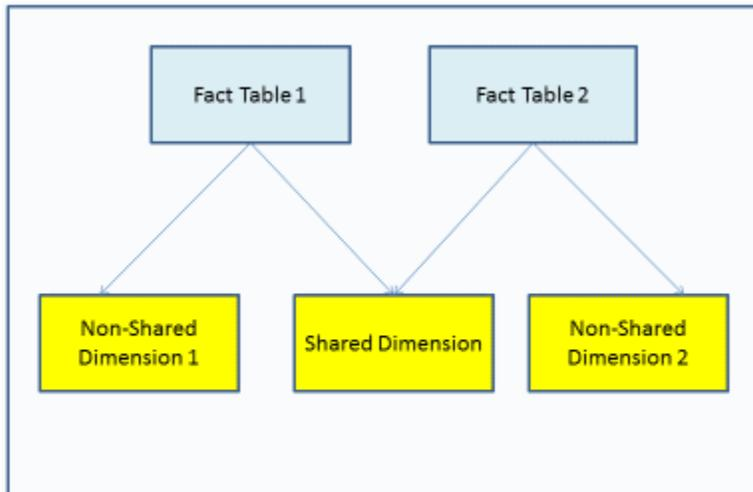 Fact Table 1
Fact Table 2
Non-Shared
Dimension 1
Shared Dimension
Non-Shared
Dimension 2